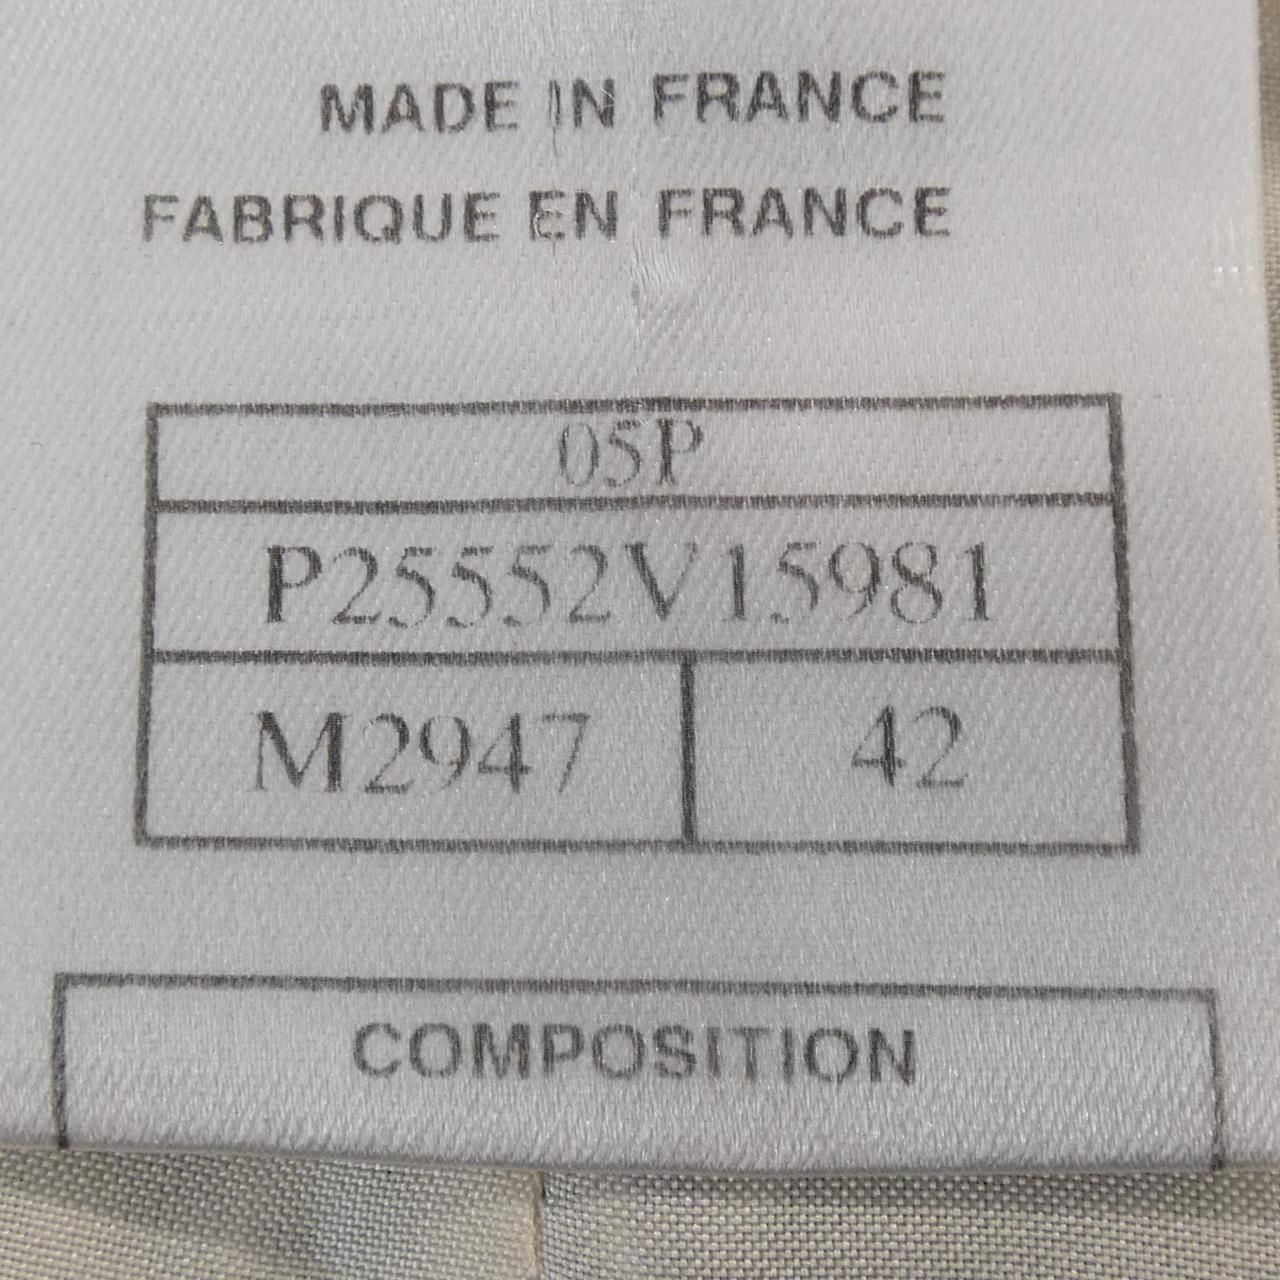 MADE IN FRANCE
FABRIQUE EN FRANCE
05P
P25552V15981
M2947 42
COMPOSITION